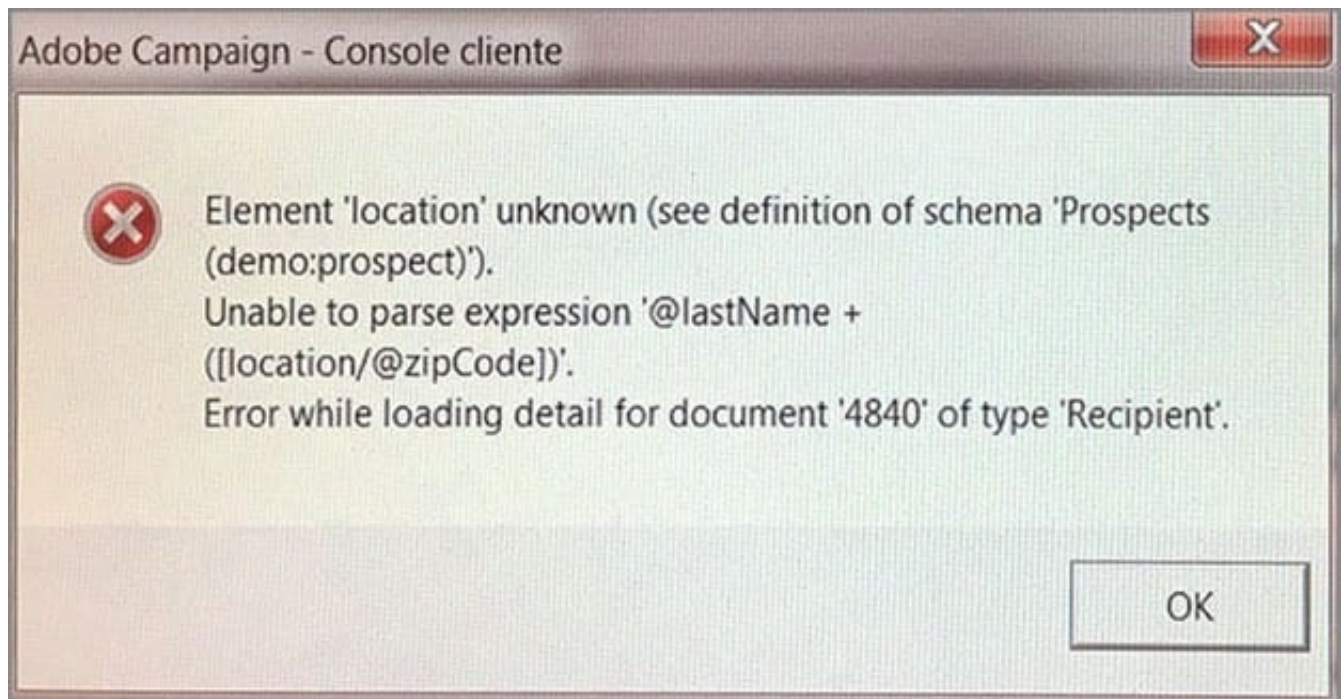 Adobe Campaign - Console cliente
Element 'location' unknown (see definition of schema 'Prospects
(demo:prospect)').
Unable to parse expression '@lastName +
([location/@zipCode])'.
Error while loading detail for document '4840' of type 'Recipient'.
OK